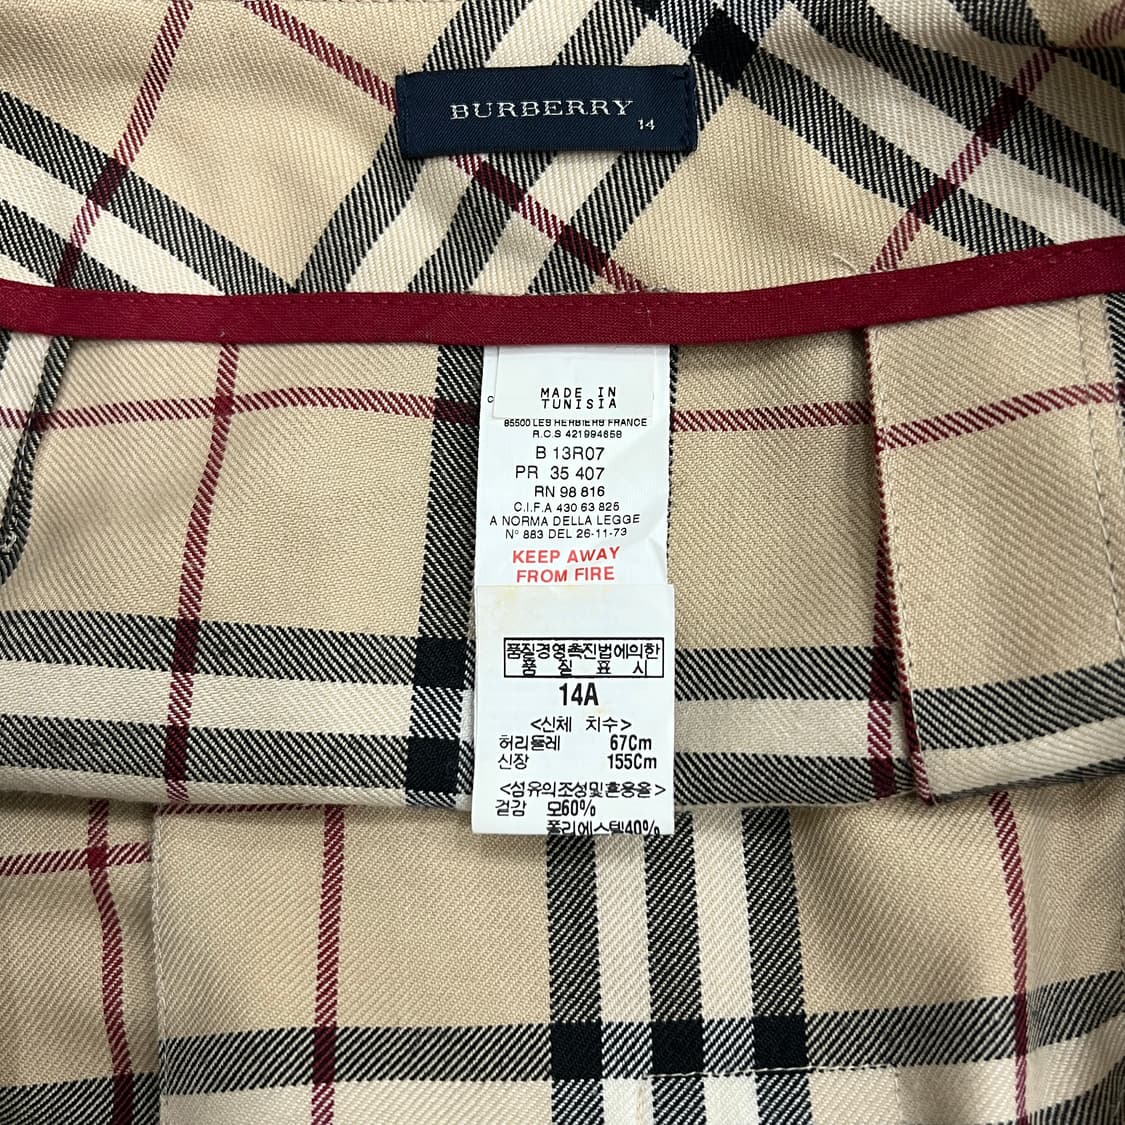 BURBERRY
14
MADE IN
TUNISIA
85500 LES HERBIERS FRANCE
R.C.S 421994658
B 13R07
PR 35 407
RN 98 816
C.I.F.A 430 63 825
A NORMA DELLA LEGGE
N° 883 DEL 26-11-73
KEEP AWAY
FROM FIRE
품질경영촉진법에의한
품 질 표 시
14A
<신체 치수>
허리둘레 67Cm
신장 155Cm
<섬유의조성및혼용율>
겉감 모60%
폴리에스텔40%